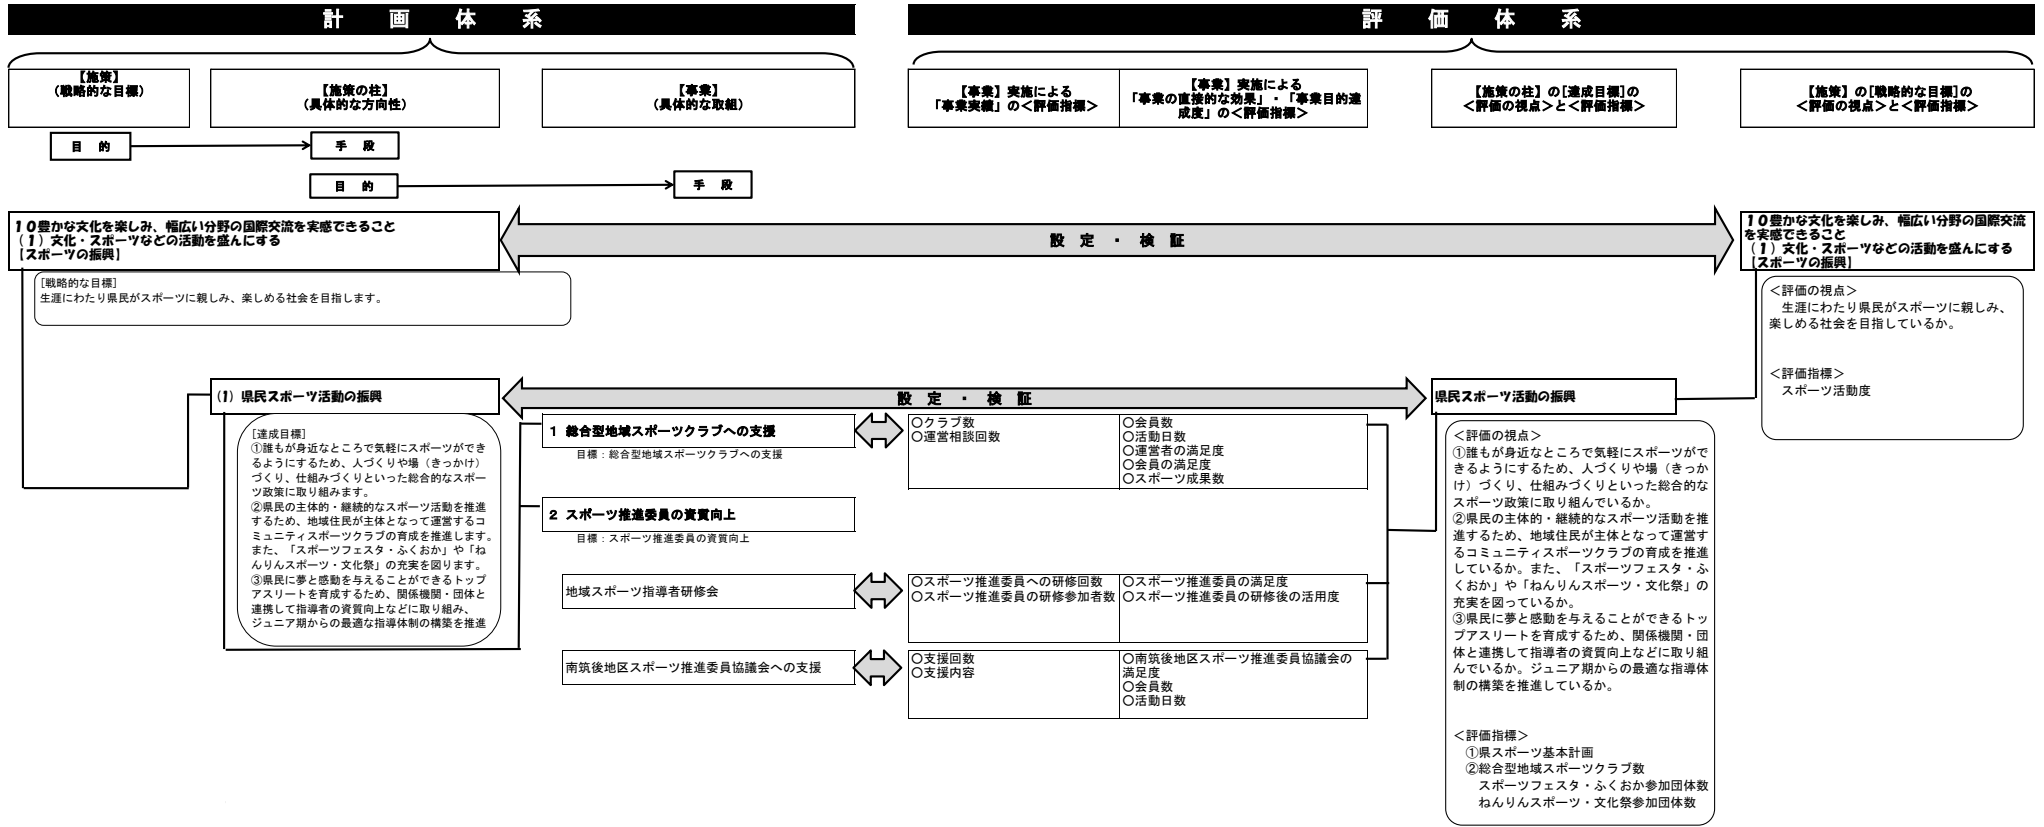 計　画　体　系
評　価　体　系
【施策】
（戦略的な目標）
【施策の柱】
（具体的な方向性）
【事業】
（具体的な取組）
【事業】実施による
「事業実績」の＜評価指標＞
【事業】実施による
「事業の直接的な効果」・「事業目的達
成度」の＜評価指標＞
【施策の柱】の[達成目標]の
＜評価の視点＞と＜評価指標＞
【施策】の[戦略的な目標]の
＜評価の視点＞と＜評価指標＞
目　的
手　段
目　的
手　段
１０豊かな文化を楽しみ、幅広い分野の国際交流を実感できること
（１）文化・スポーツなどの活動を盛んにする
【スポーツの振興】
設　定　・　検　証
１０豊かな文化を楽しみ、幅広い分野の国際交流
を実感できること
（１）文化・スポーツなどの活動を盛んにする
【スポーツの振興】
[戦略的な目標]
生涯にわたり県民がスポーツに親しみ、楽しめる社会を目指します。
＜評価の視点＞
　生涯にわたり県民がスポーツに親しみ、
楽しめる社会を目指しているか。
＜評価指標＞
　スポーツ活動度
(1) 県民スポーツ活動の振興
設　定　・　検　証
県民スポーツ活動の振興
[達成目標]
①誰もが身近なところで気軽にスポーツができ
るようにするため、人づくりや場（きっかけ）
づくり、仕組みづくりといった総合的なスポー
ツ政策に取り組みます。
②県民の主体的・継続的なスポーツ活動を推進
するため、地域住民が主体となって運営するコ
ミュニティスポーツクラブの育成を推進します。
また、「スポーツフェスタ・ふくおか」や「ね
んりんスポーツ・文化祭」の充実を図ります。
③県民に夢と感動を与えることができるトップ
アスリートを育成するため、関係機関・団体と
連携して指導者の資質向上などに取り組み、
ジュニア期からの最適な指導体制の構築を推進
１ 総合型地域スポーツクラブへの支援
目標：総合型地域スポーツクラブへの支援
○クラブ数
○運営相談回数
○会員数
○活動日数
○運営者の満足度
○会員の満足度
○スポーツ成果数
２ スポーツ推進委員の資質向上
目標：スポーツ推進委員の資質向上
地域スポーツ指導者研修会
○スポーツ推進委員への研修回数
○スポーツ推進委員の研修参加者数
○スポーツ推進委員の満足度
○スポーツ推進委員の研修後の活用度
南筑後地区スポーツ推進委員協議会への支援
○支援回数
○支援内容
○南筑後地区スポーツ推進委員協議会の
満足度
○会員数
○活動日数
＜評価の視点＞
①誰もが身近なところで気軽にスポーツがで
きるようにするため、人づくりや場（きっか
け）づくり、仕組みづくりといった総合的な
スポーツ政策に取り組んでいるか。
②県民の主体的・継続的なスポーツ活動を推
進するため、地域住民が主体となって運営す
るコミュニティスポーツクラブの育成を推進
しているか。また、「スポーツフェスタ・ふ
くおか」や「ねんりんスポーツ・文化祭」の
充実を図っているか。
③県民に夢と感動を与えることができるトッ
プアスリートを育成するため、関係機関・団
体と連携して指導者の資質向上などに取り組
んでいるか。ジュニア期からの最適な指導体
制の構築を推進しているか。
＜評価指標＞
　①県スポーツ基本計画
　②総合型地域スポーツクラブ数
　　スポーツフェスタ・ふくおか参加団体数
　　ねんりんスポーツ・文化祭参加団体数